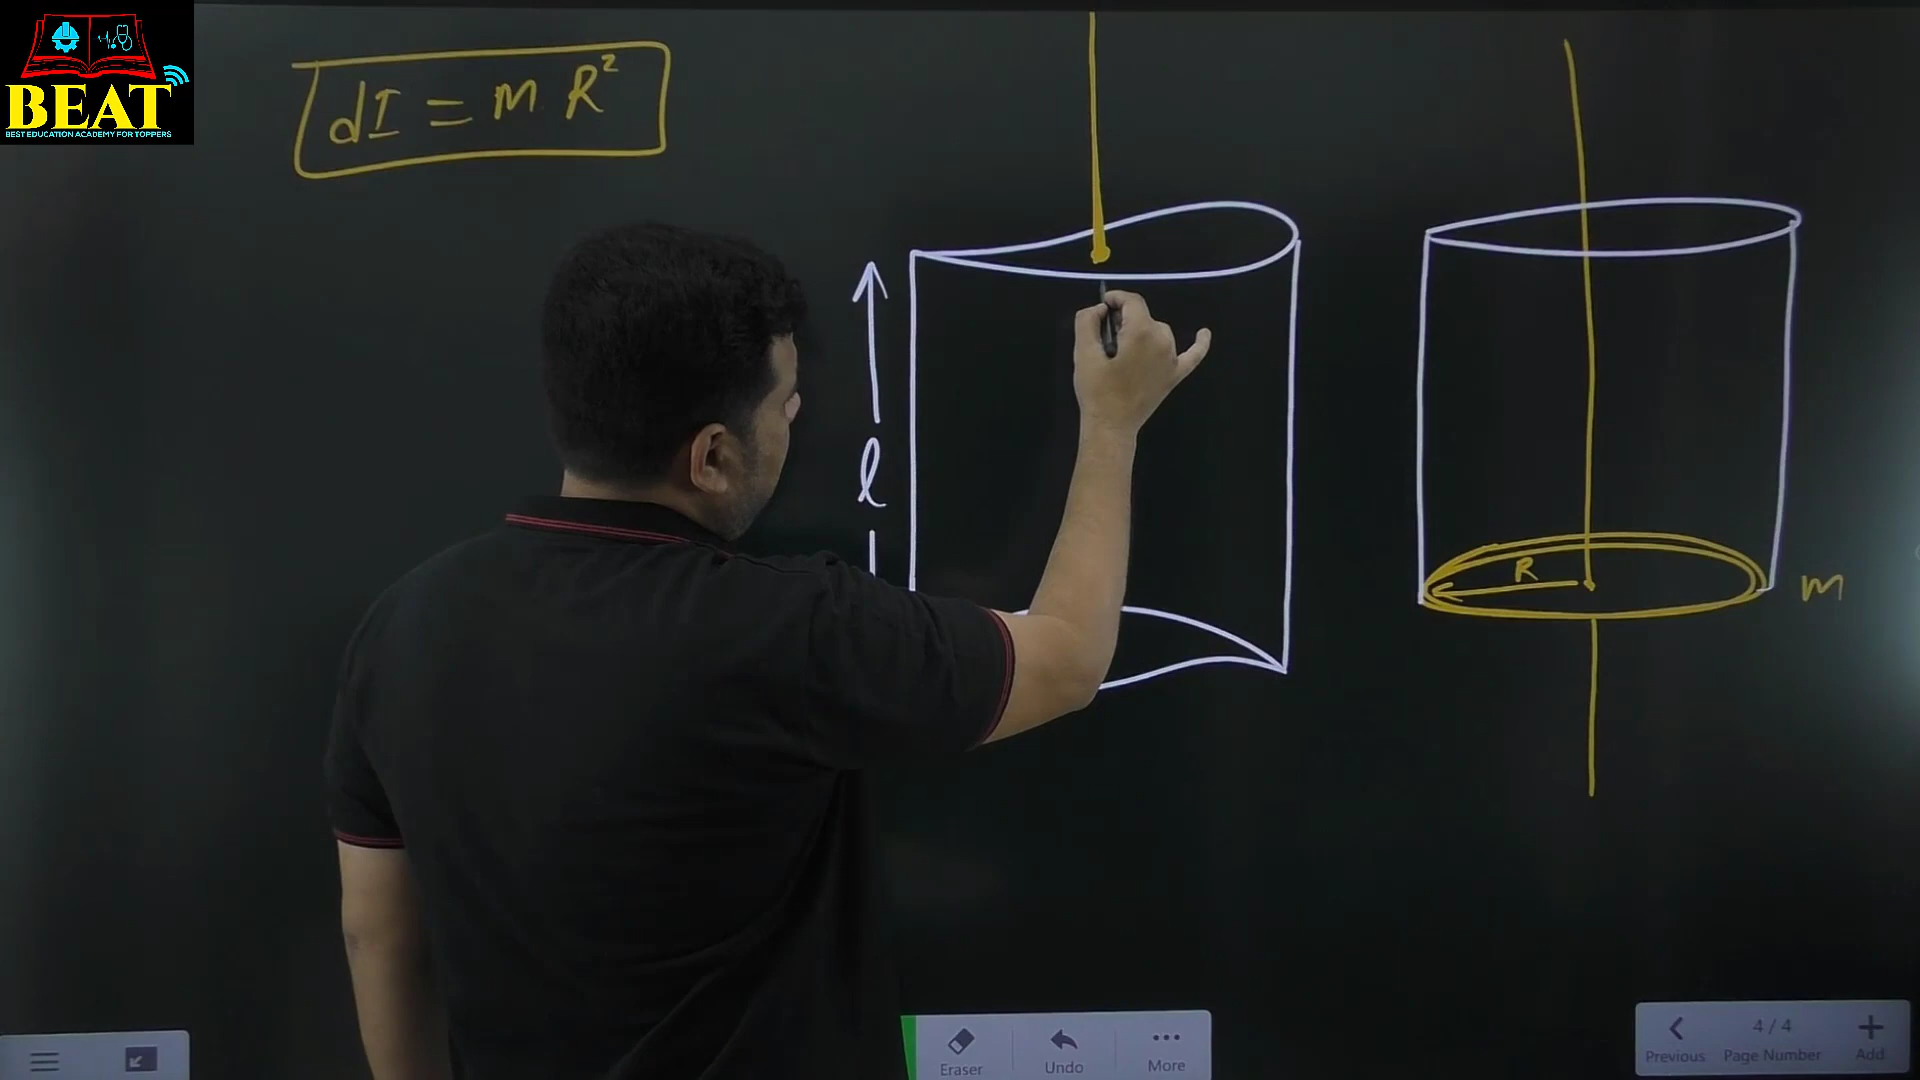 BEAT
BEST EDUCATION ACADEMY FOR TOPPERS
dI = m R²
l
R
m
Eraser
Undo
More
Previous
4 / 4
Page Number
Add